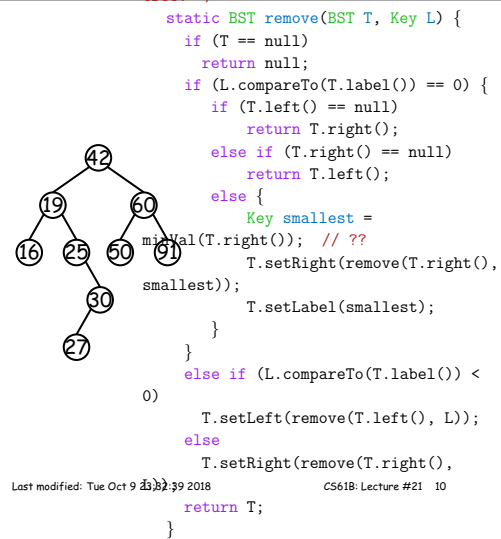 static BST remove(BST T, Key L) {
if (T == null)
return null;
if (L.compareTo(T.label()) == 0) {
if (T.left() == null)
return T.right();
else if (T.right() == null)
return T.left();
else {
Key smallest =
minVal(T.right()); // ??
T.setRight(remove(T.right(),
smallest));
T.setLabel(smallest);
}
}
else if (L.compareTo(T.label()) <
0)
T.setLeft(remove(T.left(), L));
else
T.setRight(remove(T.right(),
L));
return T;
}
42
19 60
16 25 50 91
30
27
Last modified: Tue Oct 9 23:32:39 2018 CS61B: Lecture #21 10